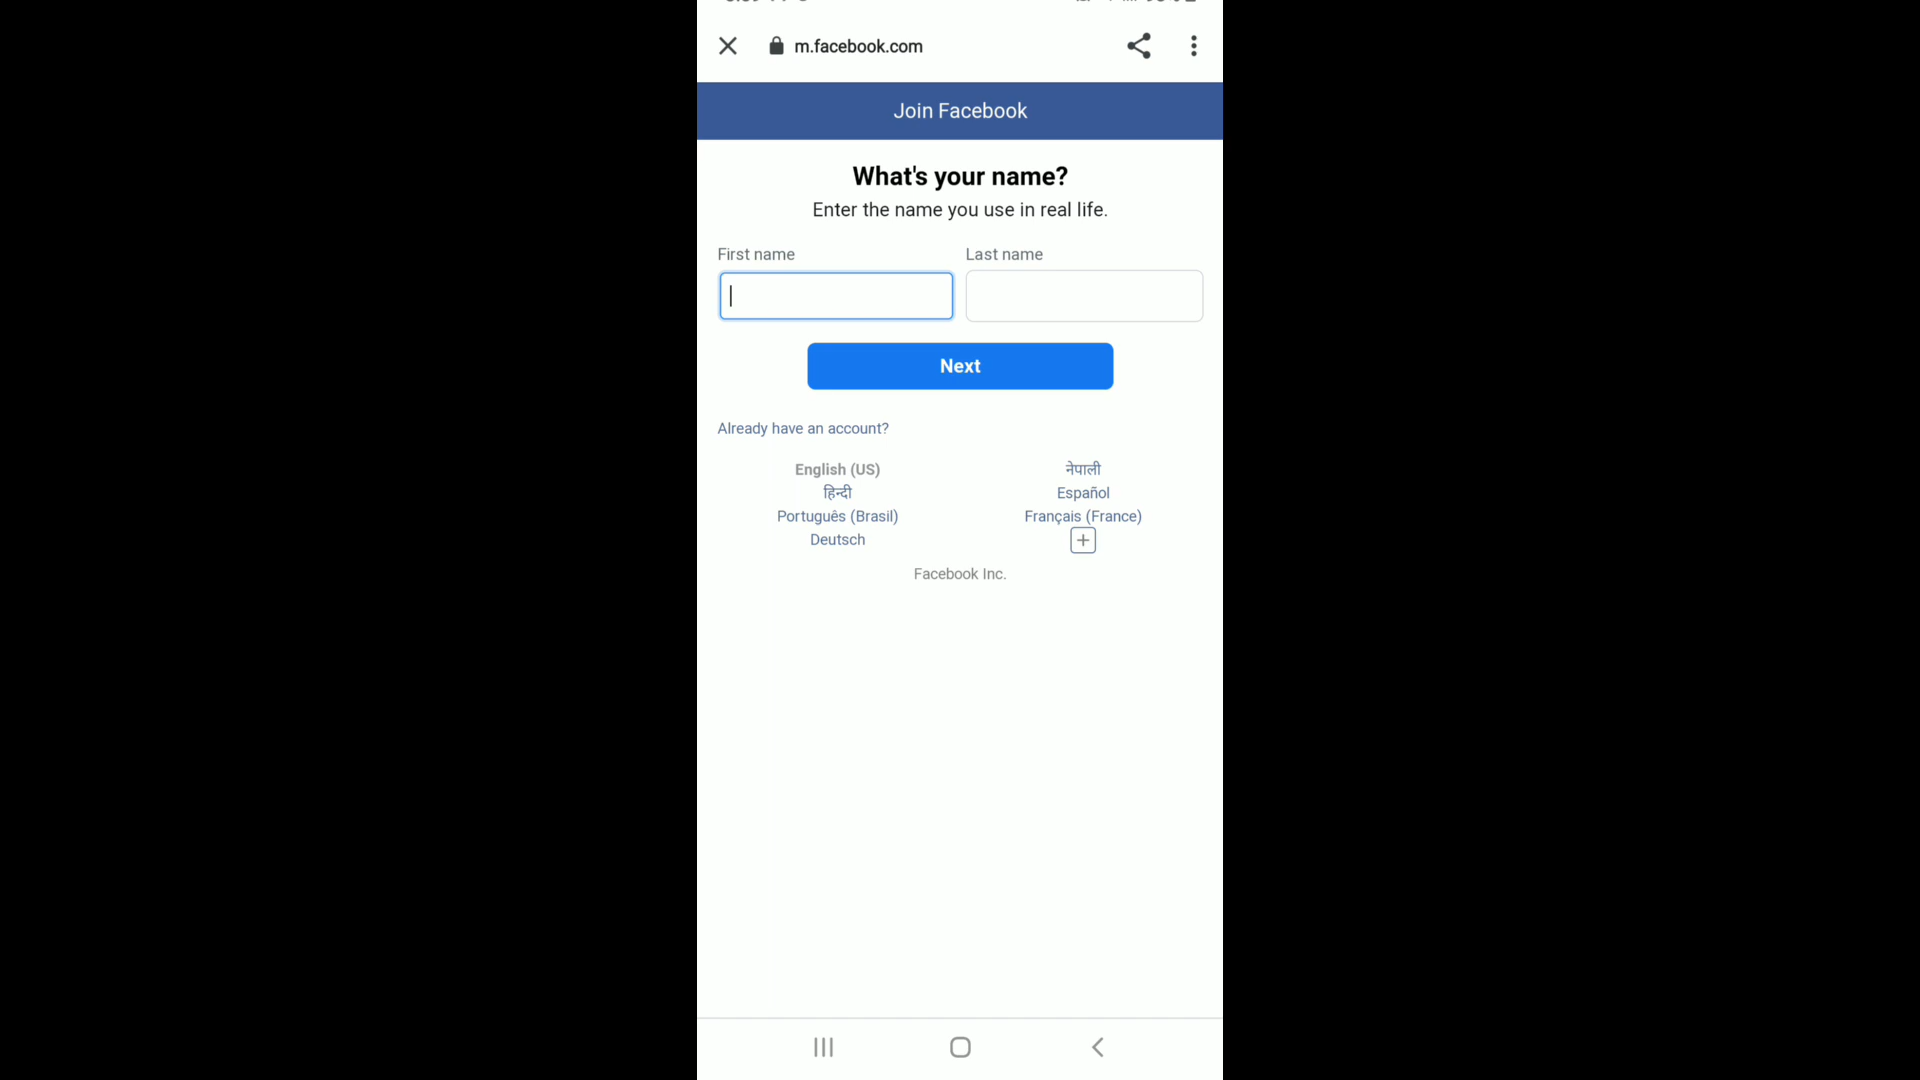 m.facebook.com
Join Facebook
What's your name?
Enter the name you use in real life.
First name Last name
Next
Already have an account?
English (US) नेपाली
हिन्दी Español
Português (Brasil) Français (France)
Deutsch +
Facebook Inc.